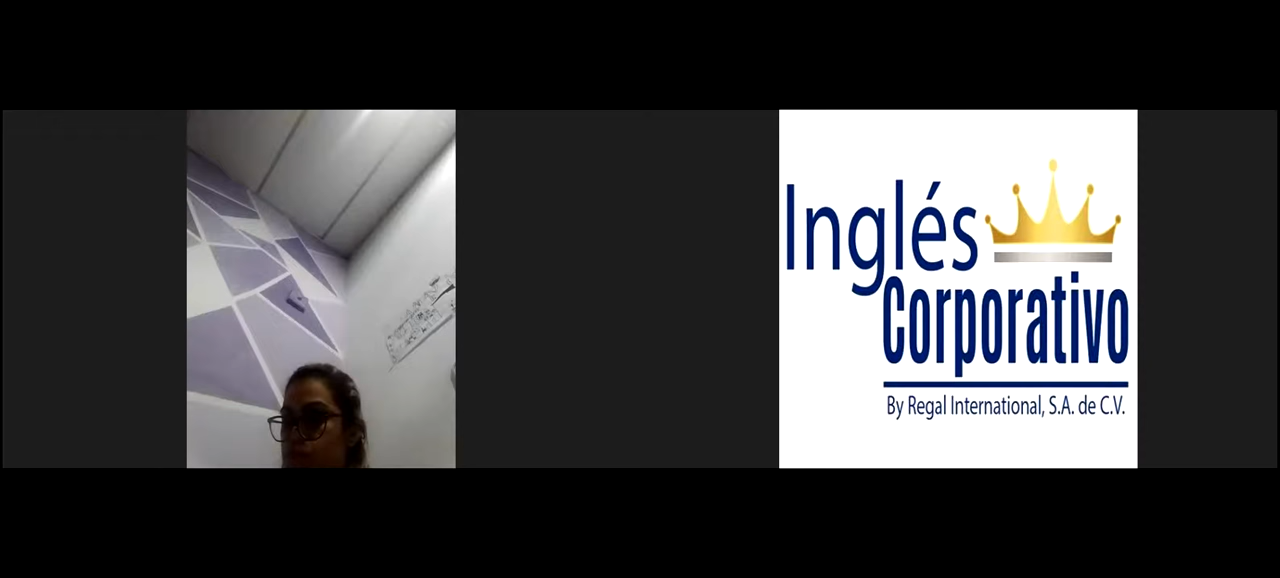 Inglés
Corporativo
By Regal International, S.A. de C.V.